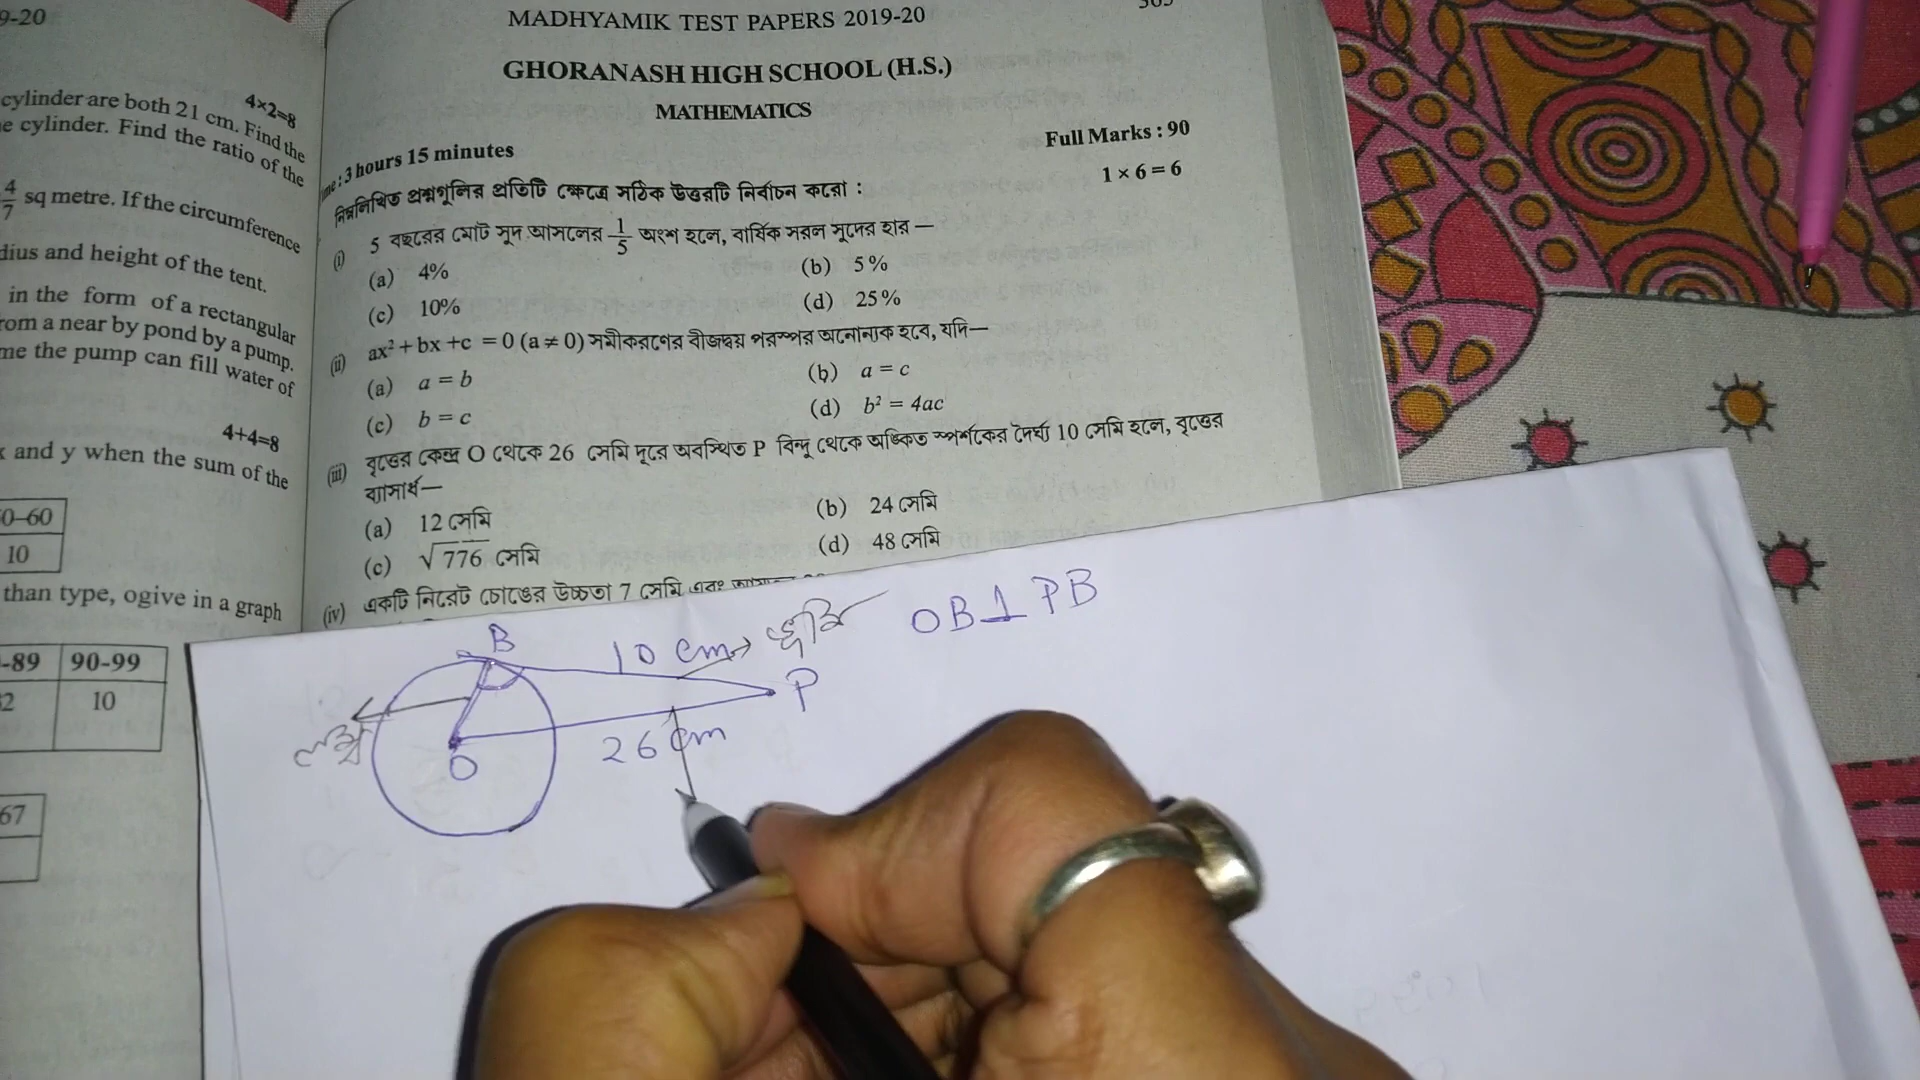 9-20
4×2=8
cylinder are both 21 cm. Find the
e cylinder. Find the ratio of the
4/7 sq metre. If the circumference
dius and height of the tent.
in the form of a rectangular
rom a near by pond by a pump.
me the pump can fill water of
4+4=8
x and y when the sum of the
0–60
10
than type, ogive in a graph
-89 90-99
2 10
67
MADHYAMIK TEST PAPERS 2019-20
GHORANASH HIGH SCHOOL (H.S.)
MATHEMATICS
me : 3 hours 15 minutes
Full Marks : 90
নিম্নলিখিত প্রশ্নগুলির প্রতিটি ক্ষেত্রে সঠিক উত্তরটি নির্বাচন করো :
1 × 6 = 6
(i) 5 বছরের মোট সুদ আসলের 1/5 অংশ হলে, বার্ষিক সরল সুদের হার —
(a) 4% (b) 5%
(c) 10% (d) 25%
(ii) ax² + bx +c = 0 (a ≠ 0) সমীকরণের বীজদ্বয় পরস্পর অনোন্যক হবে, যদি—
(a) a = b (b) a = c
(c) b = c (d) b² = 4ac
(iii) বৃত্তের কেন্দ্র O থেকে 26 সেমি দূরে অবস্থিত P বিন্দু থেকে অঙ্কিত স্পর্শকের দৈর্ঘ্য 10 সেমি হলে, বৃত্তের
ব্যাসার্ধ—
(a) 12 সেমি (b) 24 সেমি
(c) √776 সেমি (d) 48 সেমি
(iv) একটি নিরেট চোঙের উচ্চতা 7 সেমি এবং
B 10 cm → ভূমি OB⊥PB
P
লম্ব
O
26 cm